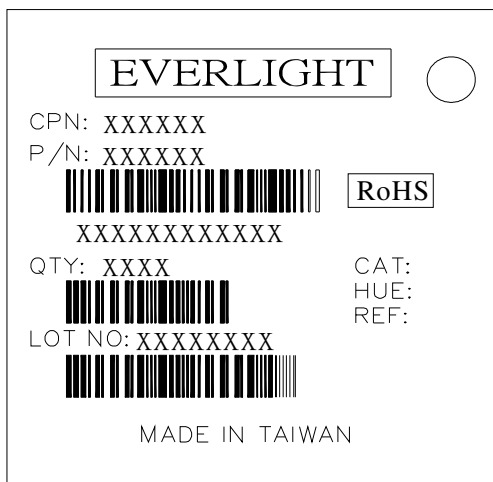 EVERLIGHT
CPN: XXXXXX
P/N: XXXXXX
RoHS
XXXXXXXXXXXX
QTY: XXXX
CAT:
HUE:
REF:
LOT NO: XXXXXXXX
MADE IN TAIWAN